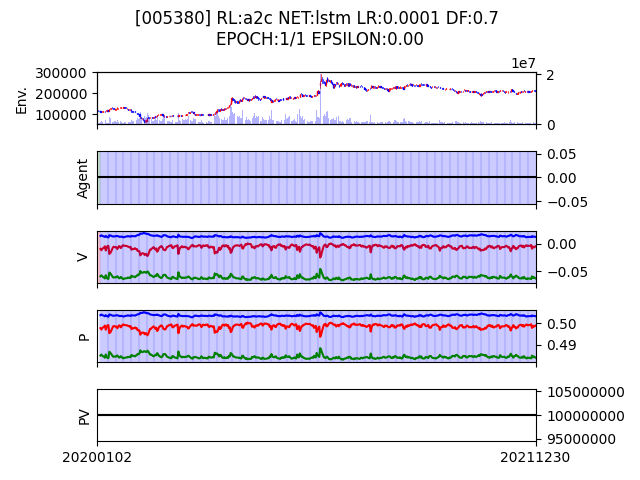 [005380] RL:a2c NET:lstm LR:0.0001 DF:0.7
EPOCH:1/1 EPSILON:0.00
1e7
300000
200000
100000
Env.
2
0
Agent
0.05
0.00
−0.05
V
0.00
−0.05
P
0.50
0.49
PV
105000000
100000000
95000000
20200102
20211230